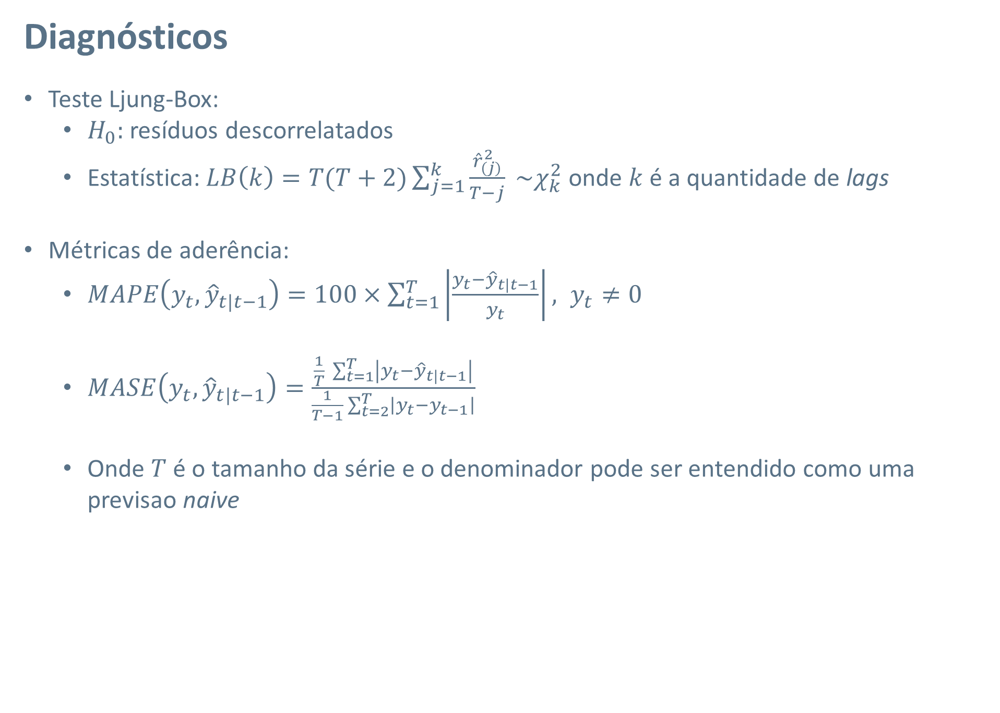 Diagnósticos
• Teste Ljung-Box:
• $H_0$: resíduos descorrelatados
• Estatística: $LB(k) = T(T+2)\sum_{j=1}^{k}\frac{\hat{r}_{(j)}^{2}}{T-j} \sim \chi_k^2$ onde $k$ é a quantidade de lags
• Métricas de aderência:
• $MAPE(y_t, \hat{y}_{t|t-1}) = 100 \times \sum_{t=1}^{T}\left|\frac{y_t - \hat{y}_{t|t-1}}{y_t}\right|, \ y_t \neq 0$
• $MASE(y_t, \hat{y}_{t|t-1}) = \frac{\frac{1}{T}\sum_{t=1}^{T}|y_t - \hat{y}_{t|t-1}|}{\frac{1}{T-1}\sum_{t=2}^{T}|y_t - y_{t-1}|}$
• Onde $T$ é o tamanho da série e o denominador pode ser entendido como uma
previsao naive